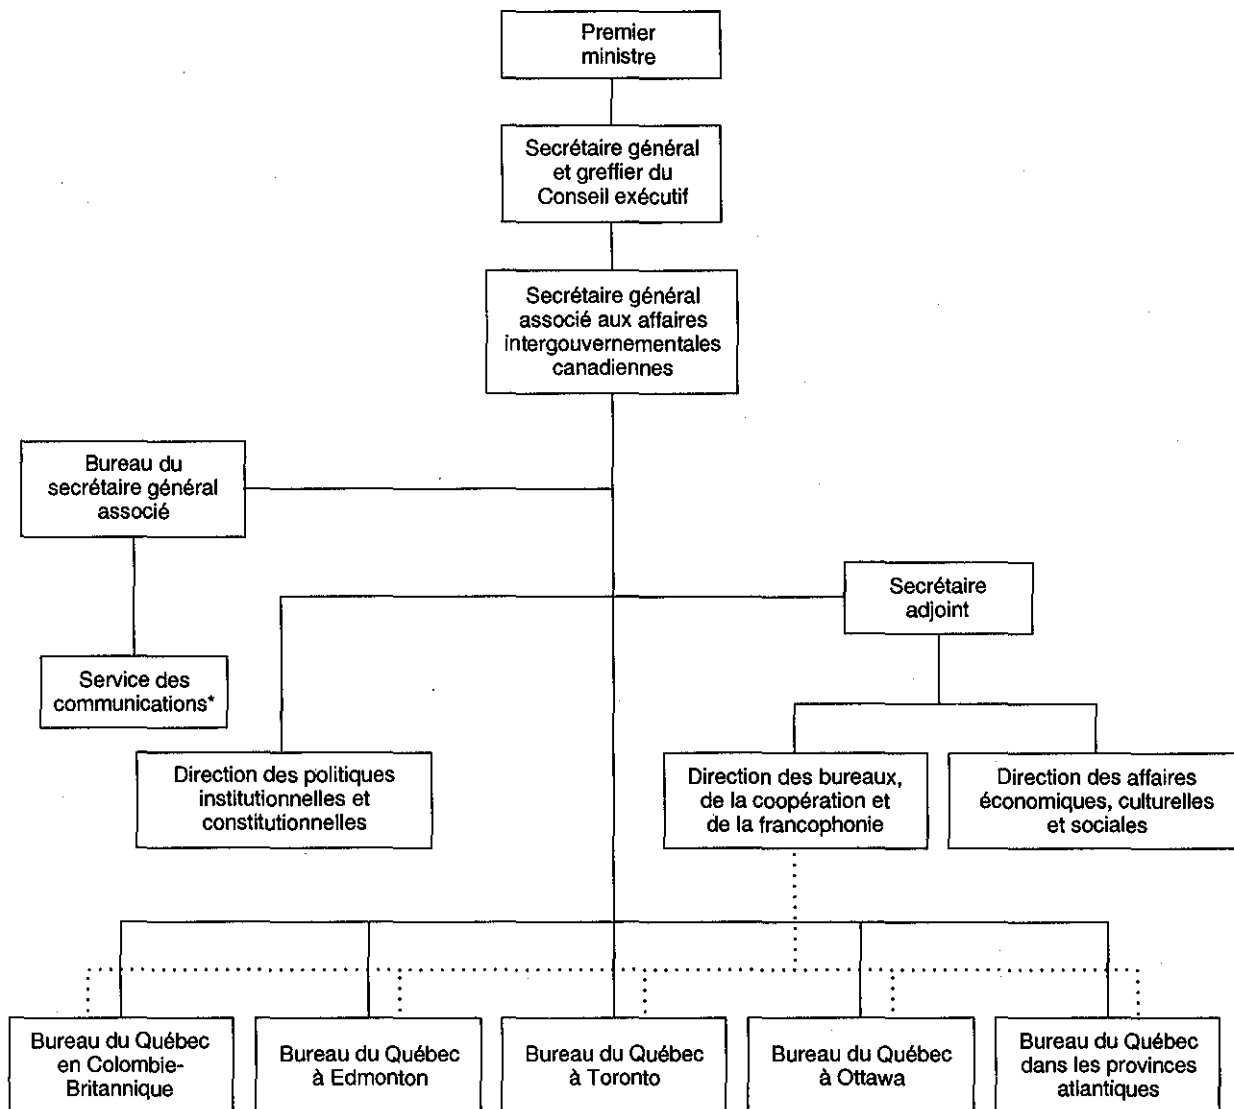 Premier
ministre
Secrétaire général
et greffier du
Conseil exécutif
Secrétaire général
associé aux affaires
intergouvernementales
canadiennes
Bureau du
secrétaire général
associé
Secrétaire
adjoint
Service des
communications*
Direction des politiques
institutionnelles et
constitutionnelles
Direction des bureaux,
de la coopération et
de la francophonie
Direction des affaires
économiques, culturelles
et sociales
Bureau du Québec
en Colombie-
Britannique
Bureau du Québec
à Edmonton
Bureau du Québec
à Toronto
Bureau du Québec
à Ottawa
Bureau du Québec
dans les provinces
atlantiques